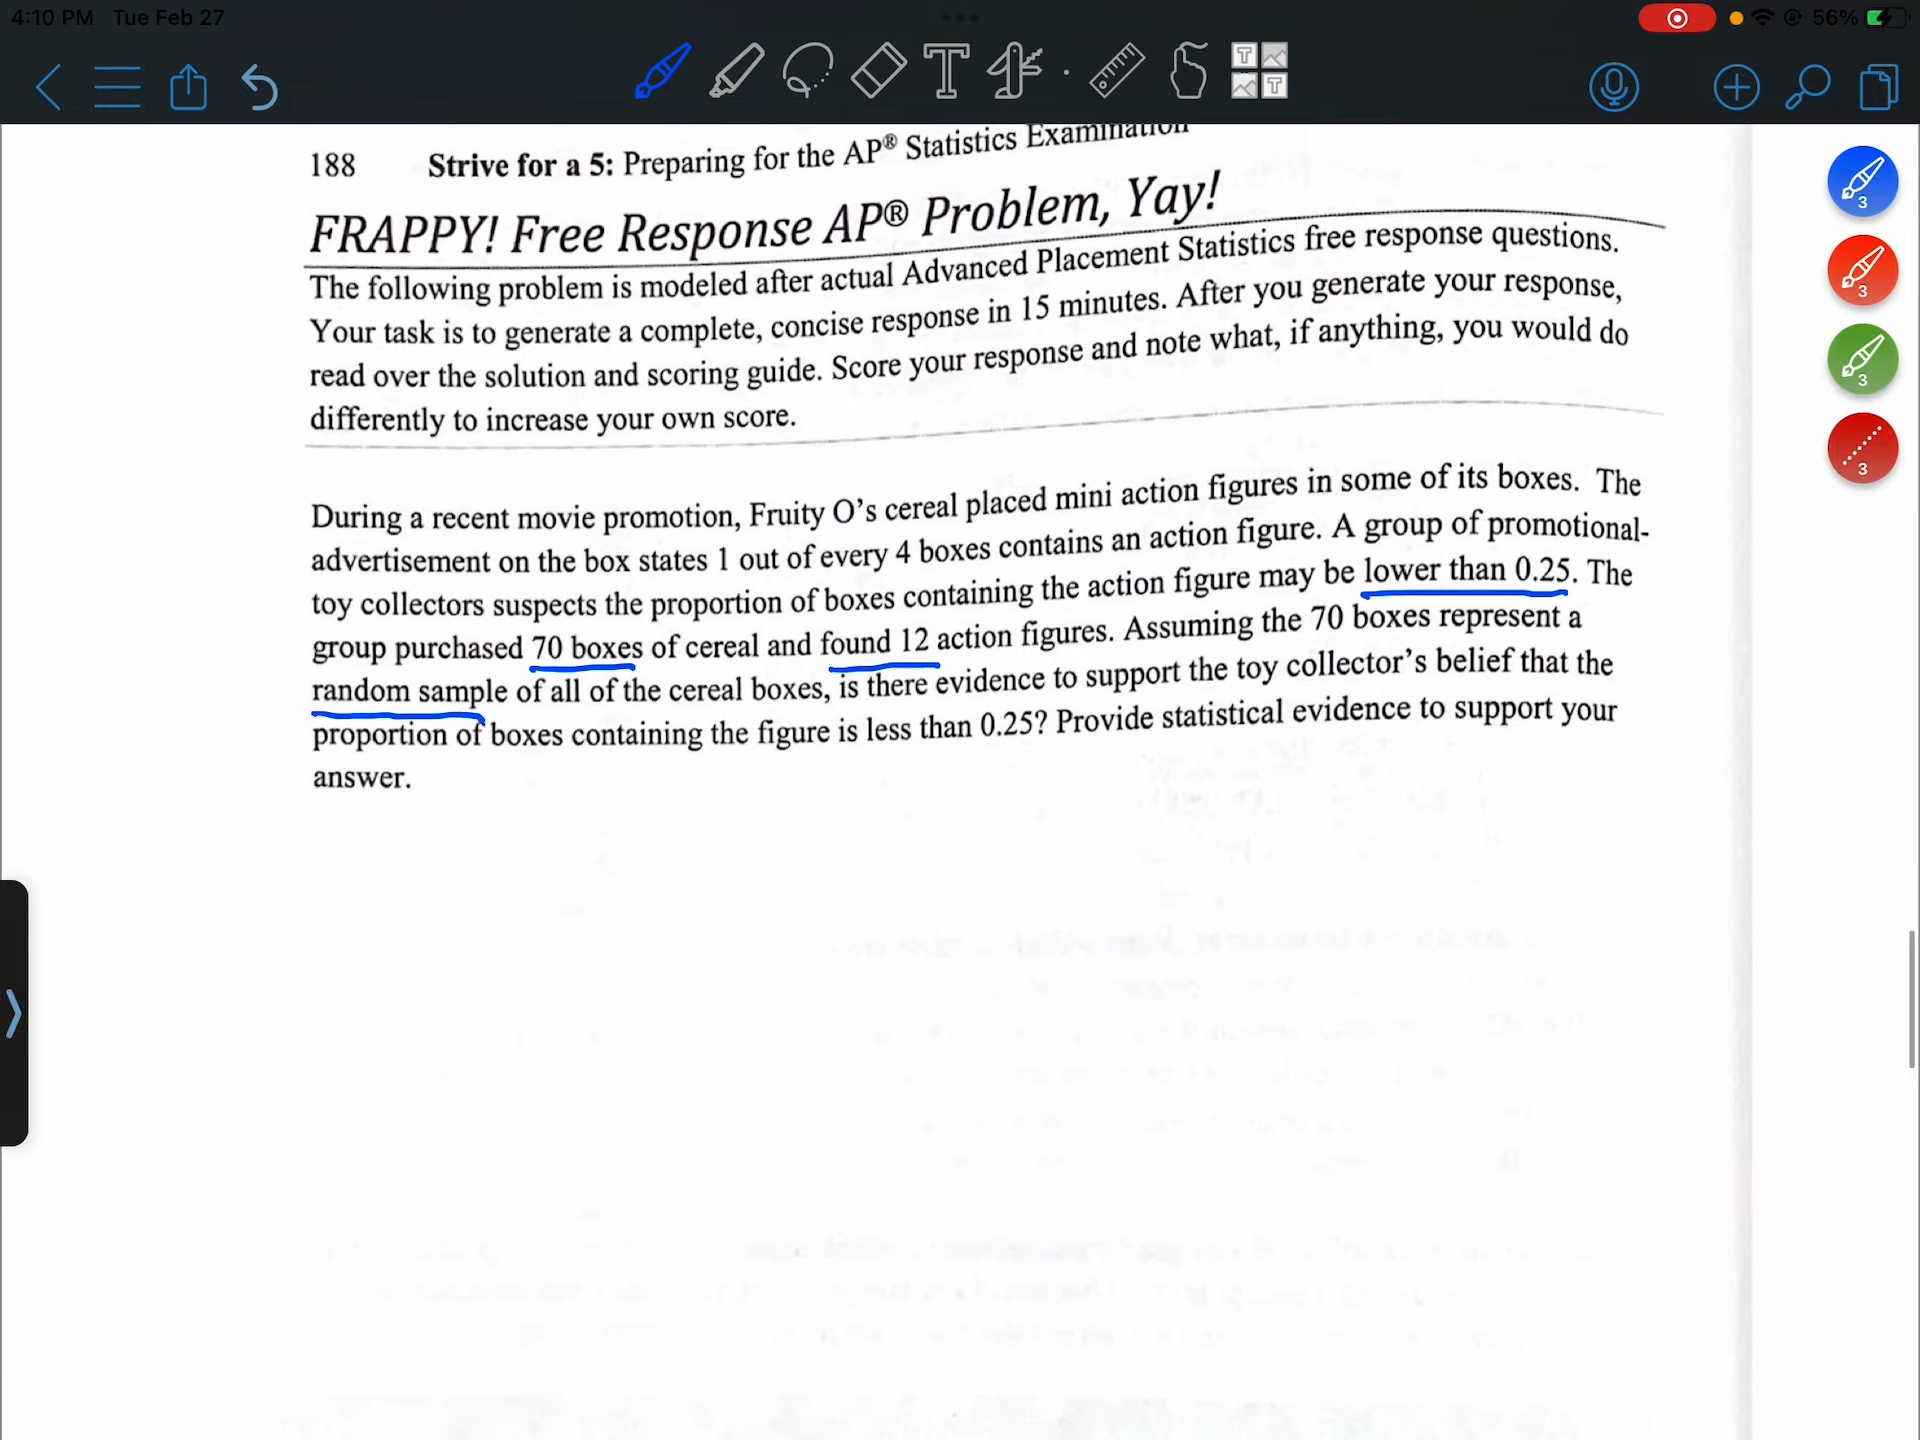 4:10 PM Tue Feb 27
56%
188 Strive for a 5: Preparing for the AP® Statistics Examination
FRAPPY! Free Response AP® Problem, Yay!
The following problem is modeled after actual Advanced Placement Statistics free response questions.
Your task is to generate a complete, concise response in 15 minutes. After you generate your response,
read over the solution and scoring guide. Score your response and note what, if anything, you would do
differently to increase your own score.
During a recent movie promotion, Fruity O's cereal placed mini action figures in some of its boxes. The
advertisement on the box states 1 out of every 4 boxes contains an action figure. A group of promotional-
toy collectors suspects the proportion of boxes containing the action figure may be lower than 0.25. The
group purchased 70 boxes of cereal and found 12 action figures. Assuming the 70 boxes represent a
random sample of all of the cereal boxes, is there evidence to support the toy collector's belief that the
proportion of boxes containing the figure is less than 0.25? Provide statistical evidence to support your
answer.
3
3
3
3